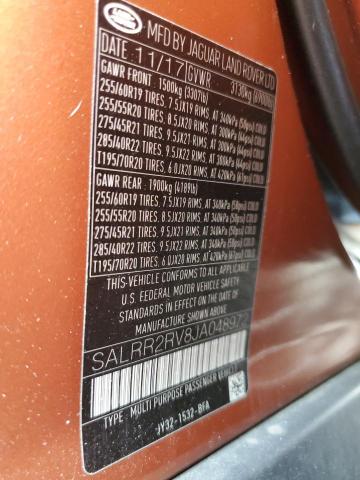 LAND ROVER
MFD BY JAGUAR LAND ROVER LTD
DATE 11/17 GVWR 3130kg (6900lb)
GAWR FRONT 1500kg (3307lb)
255/60R19 TIRES, 7.5JX19 RIMS, AT 340kPa (50psi) COLD
255/55R20 TIRES, 8.5JX20 RIMS, AT 340kPa (50psi) COLD
275/45R21 TIRES, 9.5JX21 RIMS, AT 300kPa (44psi) COLD
285/40R22 TIRES, 9.5JX22 RIMS, AT 300kPa (44psi) COLD
T195/70R20 TIRES, 6.0JX20 RIMS, AT 420kPa (61psi) COLD
GAWR REAR : 1900kg (4189lb)
255/60R19 TIRES, 7.5JX19 RIMS, AT 340kPa (50psi) COLD
255/55R20 TIRES, 8.5JX20 RIMS, AT 340kPa (50psi) COLD
275/45R21 TIRES, 9.5JX21 RIMS, AT 340kPa (50psi) COLD
285/40R22 TIRES, 9.5JX22 RIMS, AT 340kPa (50psi) COLD
T195/70R20 TIRES, 6.0JX20 RIMS, AT 420kPa (61psi) COLD
THIS VEHICLE CONFORMS TO ALL APPLICABLE
U.S. FEDERAL MOTOR VEHICLE SAFETY
STANDARDS IN EFFECT ON THE DATE OF
MANUFACTURE SHOWN ABOVE
SALRR2RV8JA048972
TYPE : MULTI PURPOSE PASSENGER VEHICLE
JY32-1532-BFA